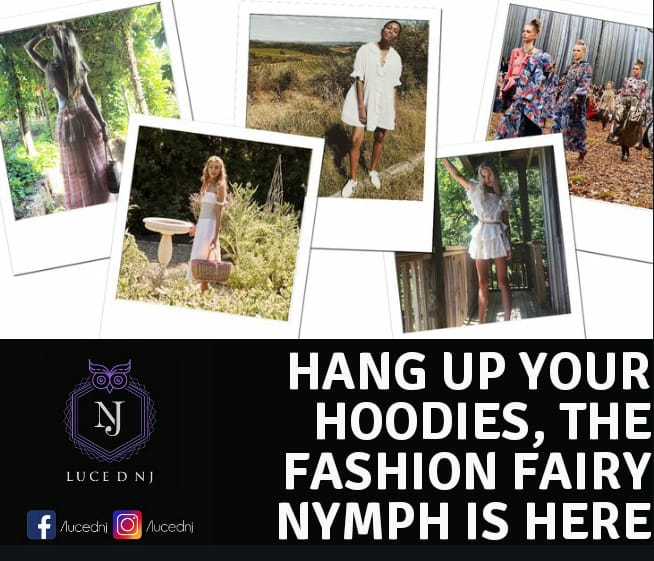 NJ
LUCE D NJ
/lucednj
/lucednj
HANG UP YOUR
HOODIES, THE
FASHION FAIRY
NYMPH IS HERE